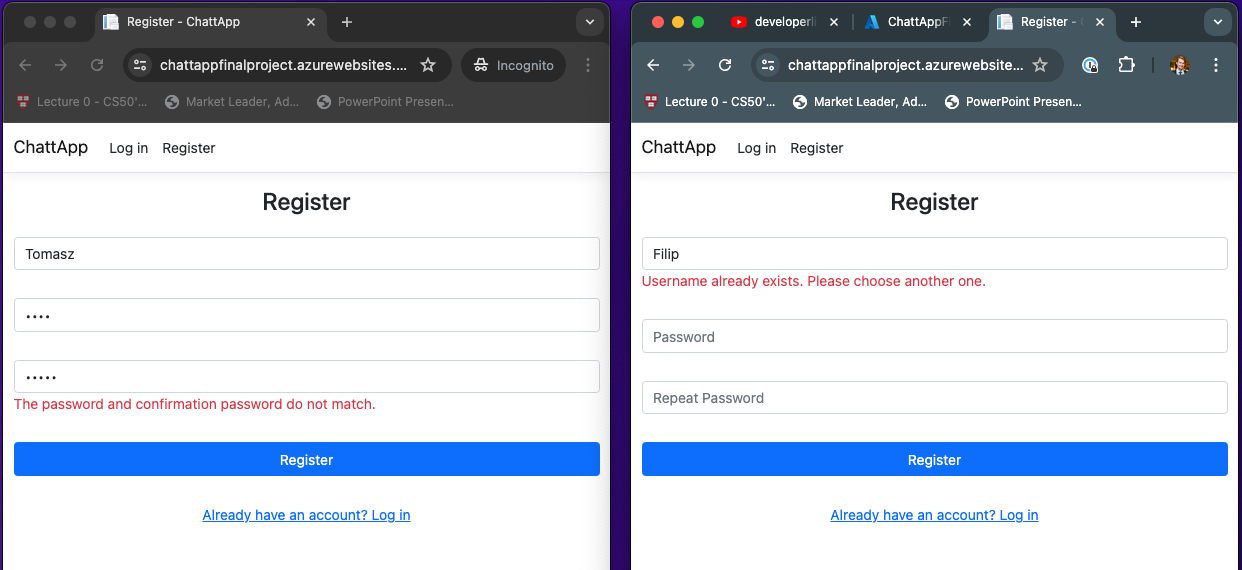 Register - ChattApp
chattappfinalproject.azurewebsites....
Incognito
Lecture 0 - CS50'... Market Leader, Ad... PowerPoint Presen...
ChattApp Log in Register
Register
Tomasz
The password and confirmation password do not match.
Register
Already have an account? Log in
developerli ChattAppF Register -
chattappfinalproject.azurewebsite...
Lecture 0 - CS50'... Market Leader, Ad... PowerPoint Presen...
ChattApp Log in Register
Register
Filip
Username already exists. Please choose another one.
Password
Repeat Password
Register
Already have an account? Log in